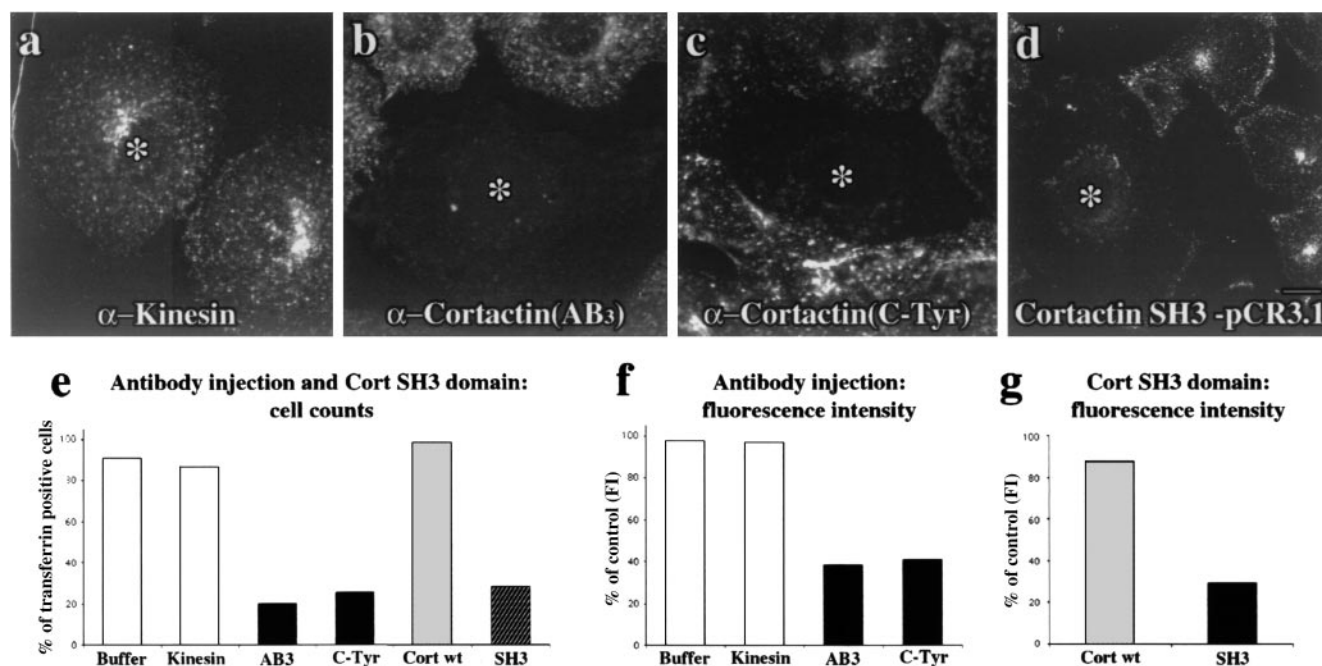 a b c d
* * * *
α-Kinesin α-Cortactin(AB3) α-Cortactin(C-Tyr) Cortactin SH3 -pCR3.1
e Antibody injection and Cort SH3 domain:
cell counts
% of transferrin positive cells
100
80
60
40
20
0
Buffer Kinesin AB3 C-Tyr Cort wt SH3
f Antibody injection:
fluorescence intensity
% of control (FI)
100
80
60
40
20
0
Buffer Kinesin AB3 C-Tyr
g Cort SH3 domain:
fluorescence intensity
% of control (FI)
100
80
60
40
20
0
Cort wt SH3